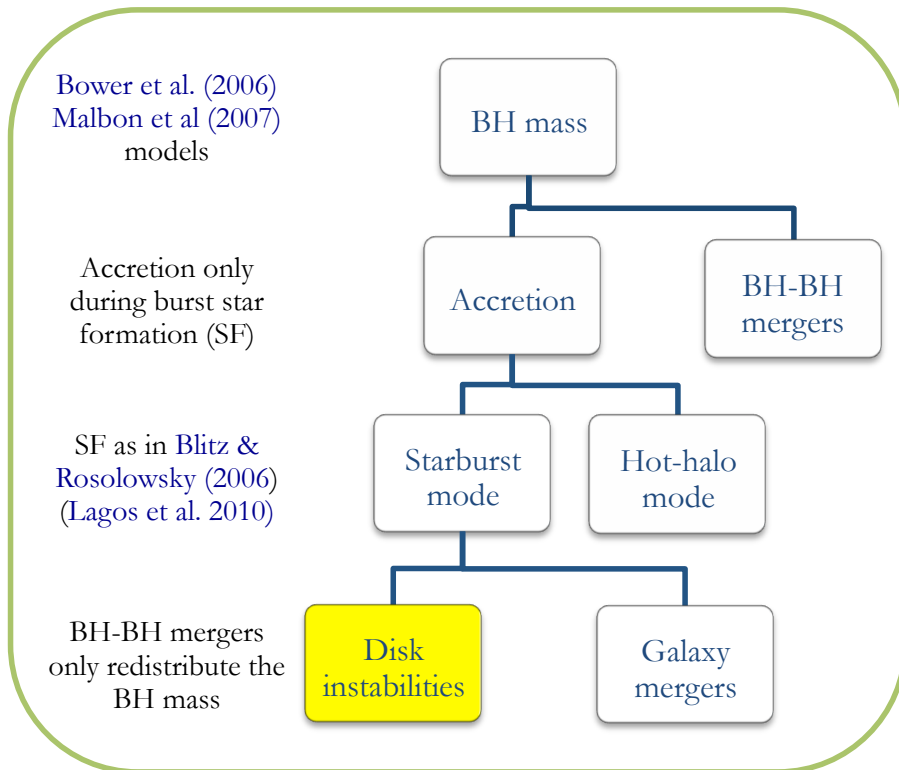 Bower et al. (2006)
Malbon et al (2007)
models
BH mass
Accretion only
during burst star
formation (SF)
Accretion
BH-BH
mergers
SF as in Blitz &
Rosolowsky (2006)
(Lagos et al. 2010)
Starburst
mode
Hot-halo
mode
BH-BH mergers
only redistribute the
BH mass
Disk
instabilities
Galaxy
mergers